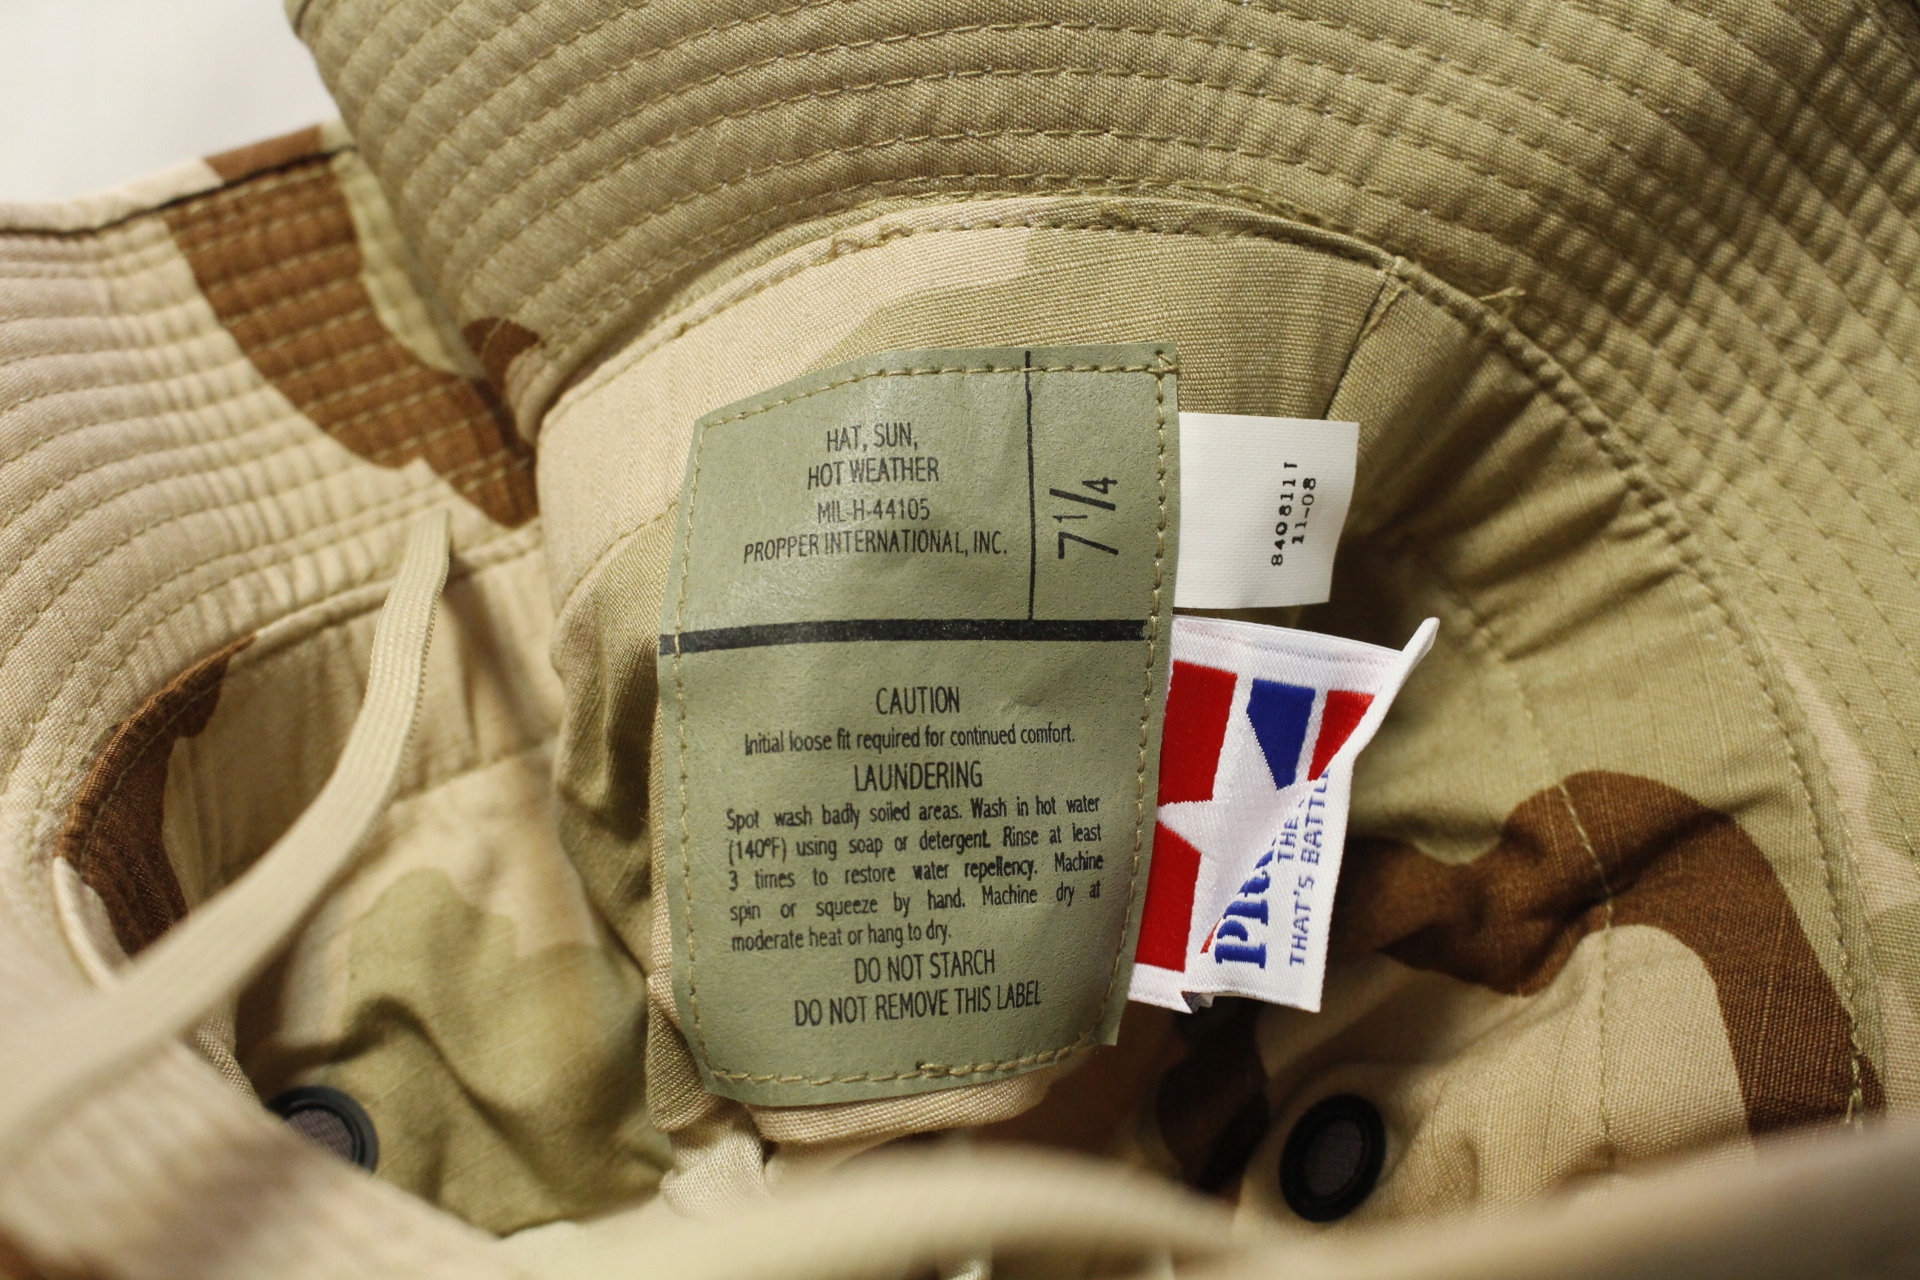 HAT, SUN,
HOT WEATHER
MIL-H-44105
PROPPER INTERNATIONAL, INC.
7 1/4
CAUTION
Initial loose fit required for continued comfort.
LAUNDERING
Spot wash badly soiled areas. Wash in hot water
(140°F) using soap or detergent. Rinse at least
3 times to restore water repellency. Machine
spin or squeeze by hand. Machine dry at
moderate heat or hang to dry.
DO NOT STARCH
DO NOT REMOVE THIS LABEL
11-08
THE
THAT'S